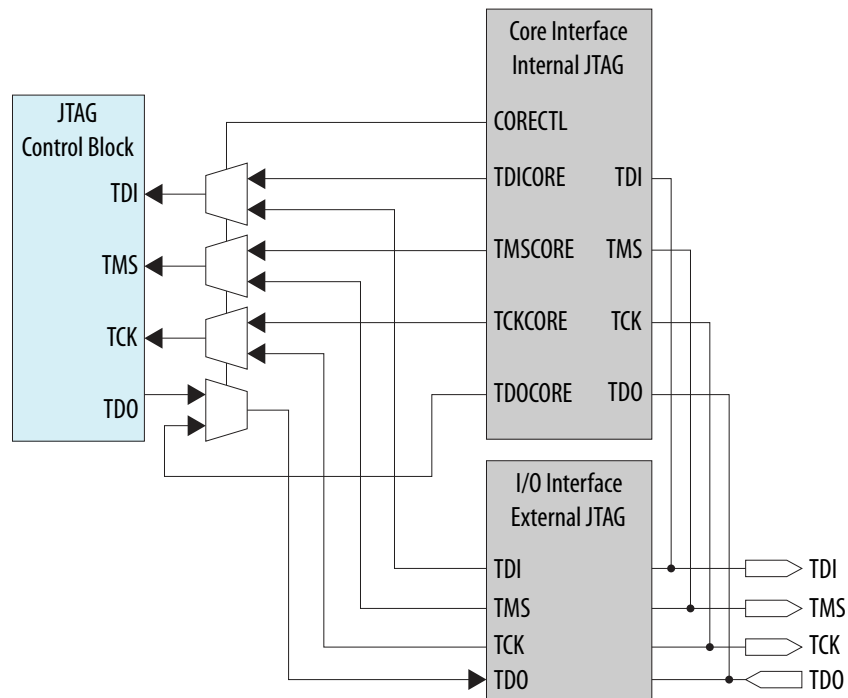 Core Interface
Internal JTAG
CORECTL
TDICORE TDI
TMSCORE TMS
TCKCORE TCK
TDOCORE TDO
JTAG
Control Block
TDI
TMS
TCK
TDO
I/O Interface
External JTAG
TDI
TMS
TCK
TDO
TDI
TMS
TCK
TDO